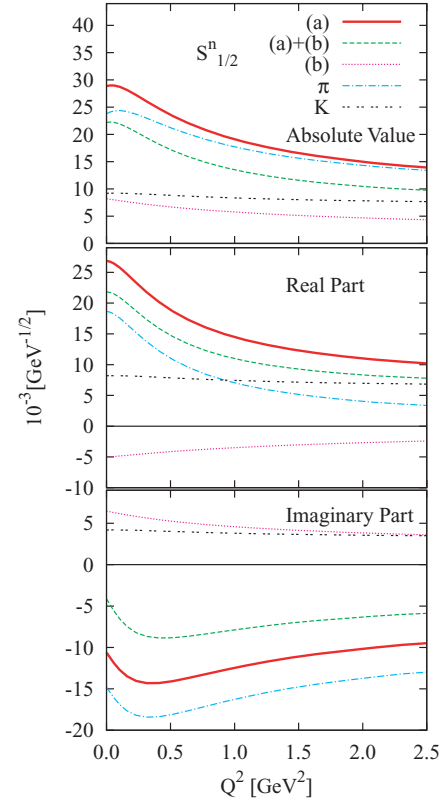 S^n_{1/2}
(a)
(a)+(b)
(b)
π
K
Absolute Value
40
35
30
25
20
15
10
5
0
Real Part
25
20
15
10
5
0
-5
-10
10^{-3}[GeV^{-1/2}]
Imaginary Part
5
0
-5
-10
-15
-20
0.0 0.5 1.0 1.5 2.0 2.5
Q^2 [GeV^2]